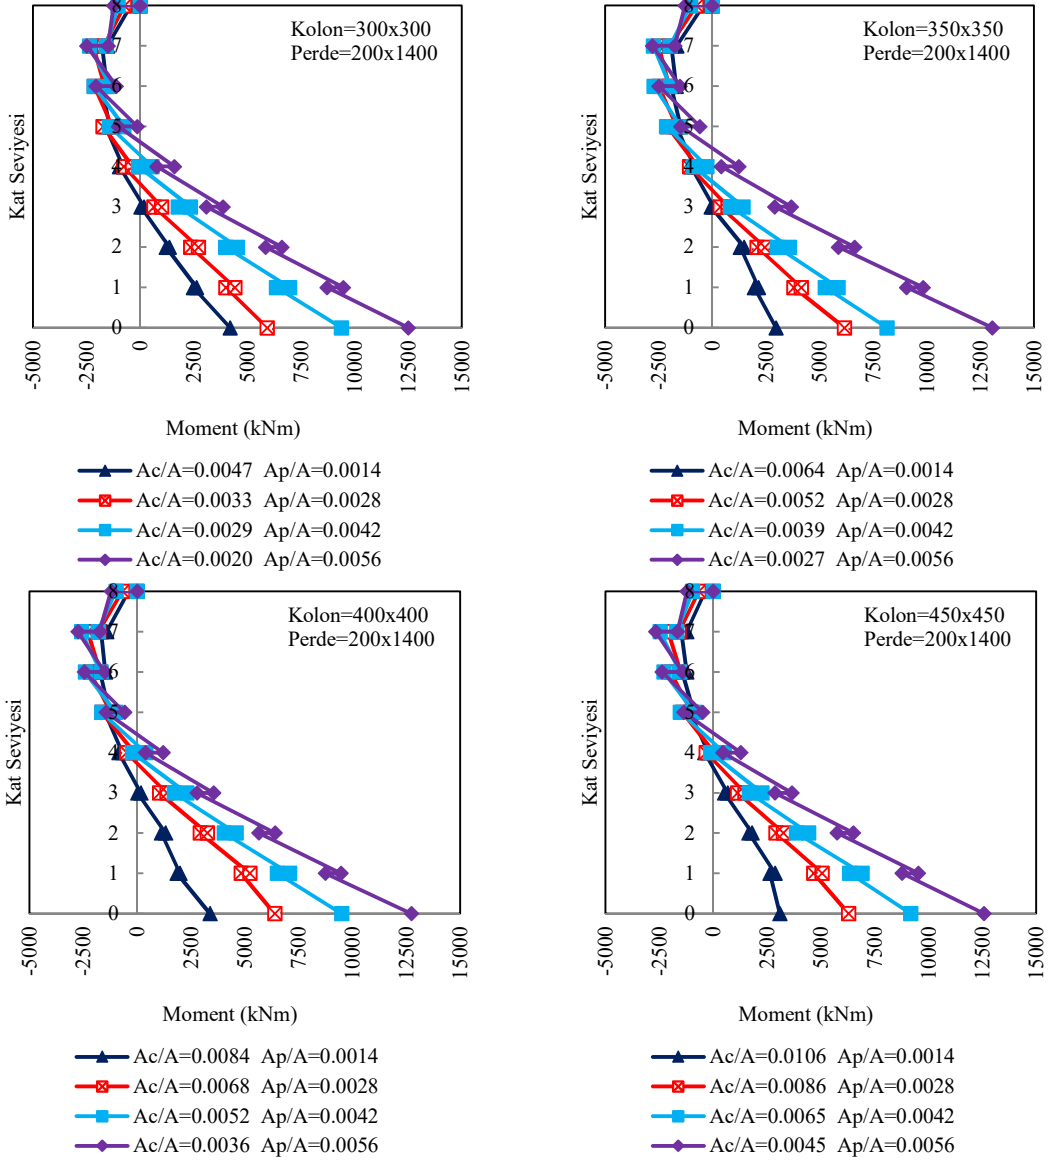 Kolon=300x300
Perde=200x1400
Kat Seviyesi
8
7
6
5
4
3
2
1
0
-5000
-2500
0
2500
5000
7500
10000
12500
15000
Moment (kNm)
Ac/A=0.0047 Ap/A=0.0014
Ac/A=0.0033 Ap/A=0.0028
Ac/A=0.0029 Ap/A=0.0042
Ac/A=0.0020 Ap/A=0.0056
Kolon=350x350
Perde=200x1400
Kat Seviyesi
8
7
6
5
4
3
2
1
0
-5000
-2500
0
2500
5000
7500
10000
12500
15000
Moment (kNm)
Ac/A=0.0064 Ap/A=0.0014
Ac/A=0.0052 Ap/A=0.0028
Ac/A=0.0039 Ap/A=0.0042
Ac/A=0.0027 Ap/A=0.0056
Kolon=400x400
Perde=200x1400
Kat Seviyesi
8
7
6
5
4
3
2
1
0
-5000
-2500
0
2500
5000
7500
10000
12500
15000
Moment (kNm)
Ac/A=0.0084 Ap/A=0.0014
Ac/A=0.0068 Ap/A=0.0028
Ac/A=0.0052 Ap/A=0.0042
Ac/A=0.0036 Ap/A=0.0056
Kolon=450x450
Perde=200x1400
Kat Seviyesi
8
7
6
5
4
3
2
1
0
-5000
-2500
0
2500
5000
7500
10000
12500
15000
Moment (kNm)
Ac/A=0.0106 Ap/A=0.0014
Ac/A=0.0086 Ap/A=0.0028
Ac/A=0.0065 Ap/A=0.0042
Ac/A=0.0045 Ap/A=0.0056